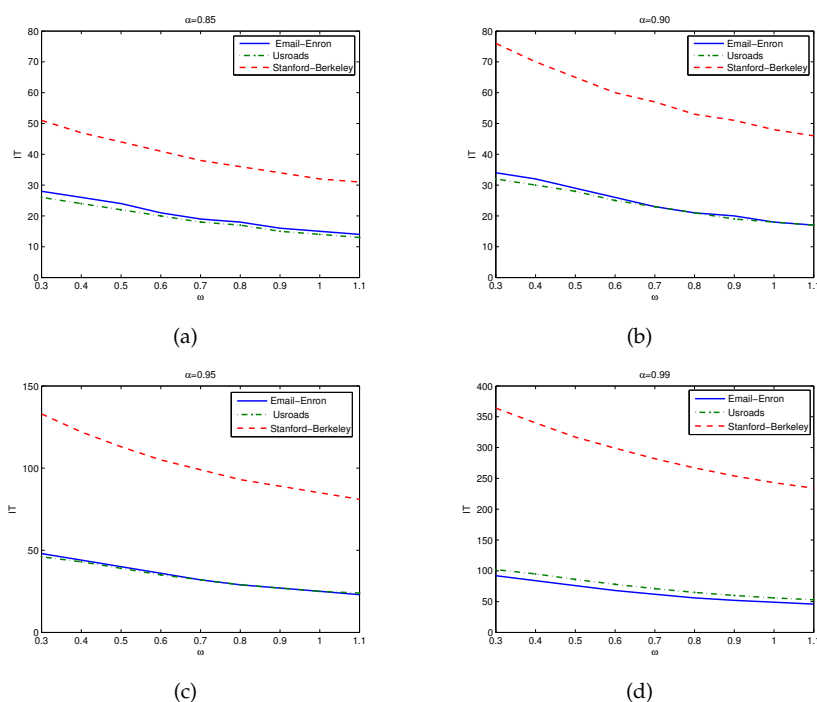 α=0.85
80
70
60
50
40
30
20
10
0
IT
0.3 0.4 0.5 0.6 0.7 0.8 0.9 1 1.1
ω
Email−Enron
Usroads
Stanford−Berkeley
(a)
α=0.90
80
70
60
50
40
30
20
10
0
IT
0.3 0.4 0.5 0.6 0.7 0.8 0.9 1 1.1
ω
Email−Enron
Usroads
Stanford−Berkeley
(b)
α=0.95
150
100
50
0
IT
0.3 0.4 0.5 0.6 0.7 0.8 0.9 1 1.1
ω
Email−Enron
Usroads
Stanford−Berkeley
(c)
α=0.99
400
350
300
250
200
150
100
50
0
IT
0.3 0.4 0.5 0.6 0.7 0.8 0.9 1 1.1
ω
Email−Enron
Usroads
Stanford−Berkeley
(d)